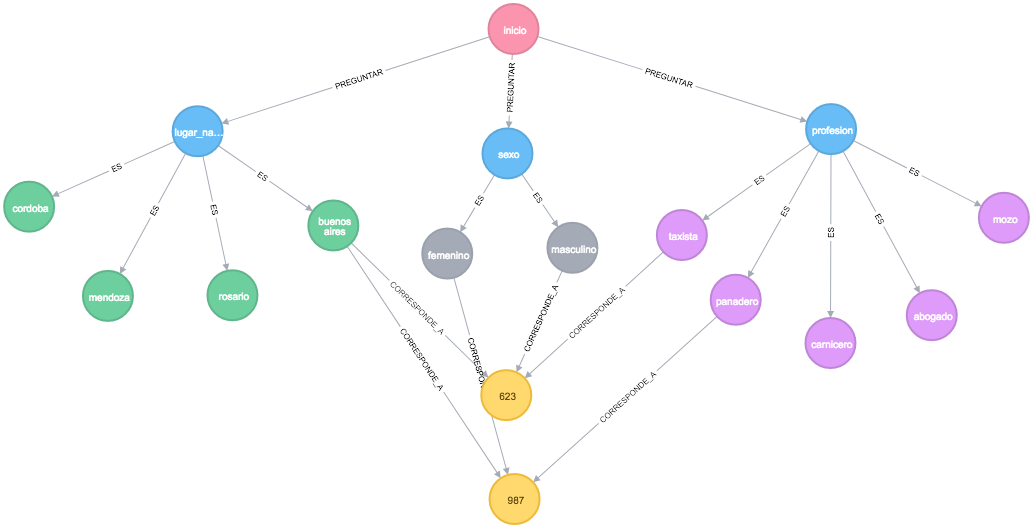 inicio
PREGUNTAR
PREGUNTAR
PREGUNTAR
lugar_na...
sexo
profesion
ES
ES
ES
ES
ES
ES
ES
ES
ES
ES
ES
cordoba
mendoza
rosario
buenos
aires
femenino
masculino
taxista
panadero
carnicero
abogado
mozo
CORRESPONDE_A
CORRESPONDE_A
CORRESPONDE_A
CORRESPONDE_A
CORRESPON
CORRESPONDE_A
623
987